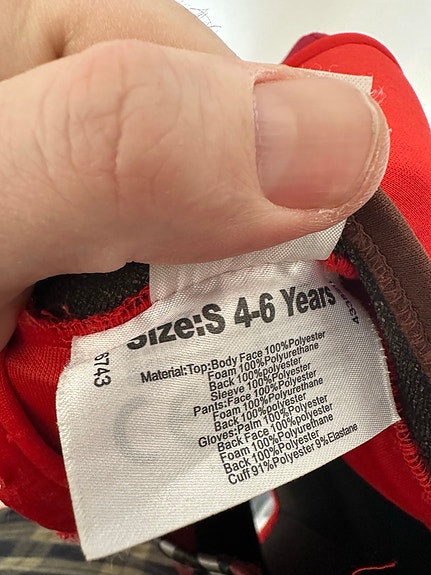 Size:S 4-6 Years
Material:Top:Body Face 100%Polyester
Foam 100%Polyurethane
Back 100%polyester
Sleeve 100%Polyester
Pants:Face 100%Polyester
Foam 100%Polyurethane
Back 100%Polyester
Gloves:Palm 100%Polyester
Back Face 100%Polyester
Foam 100%Polyurethane
Back 100%Polyester
Cuff 91%Polyester 9%Elastane
6743